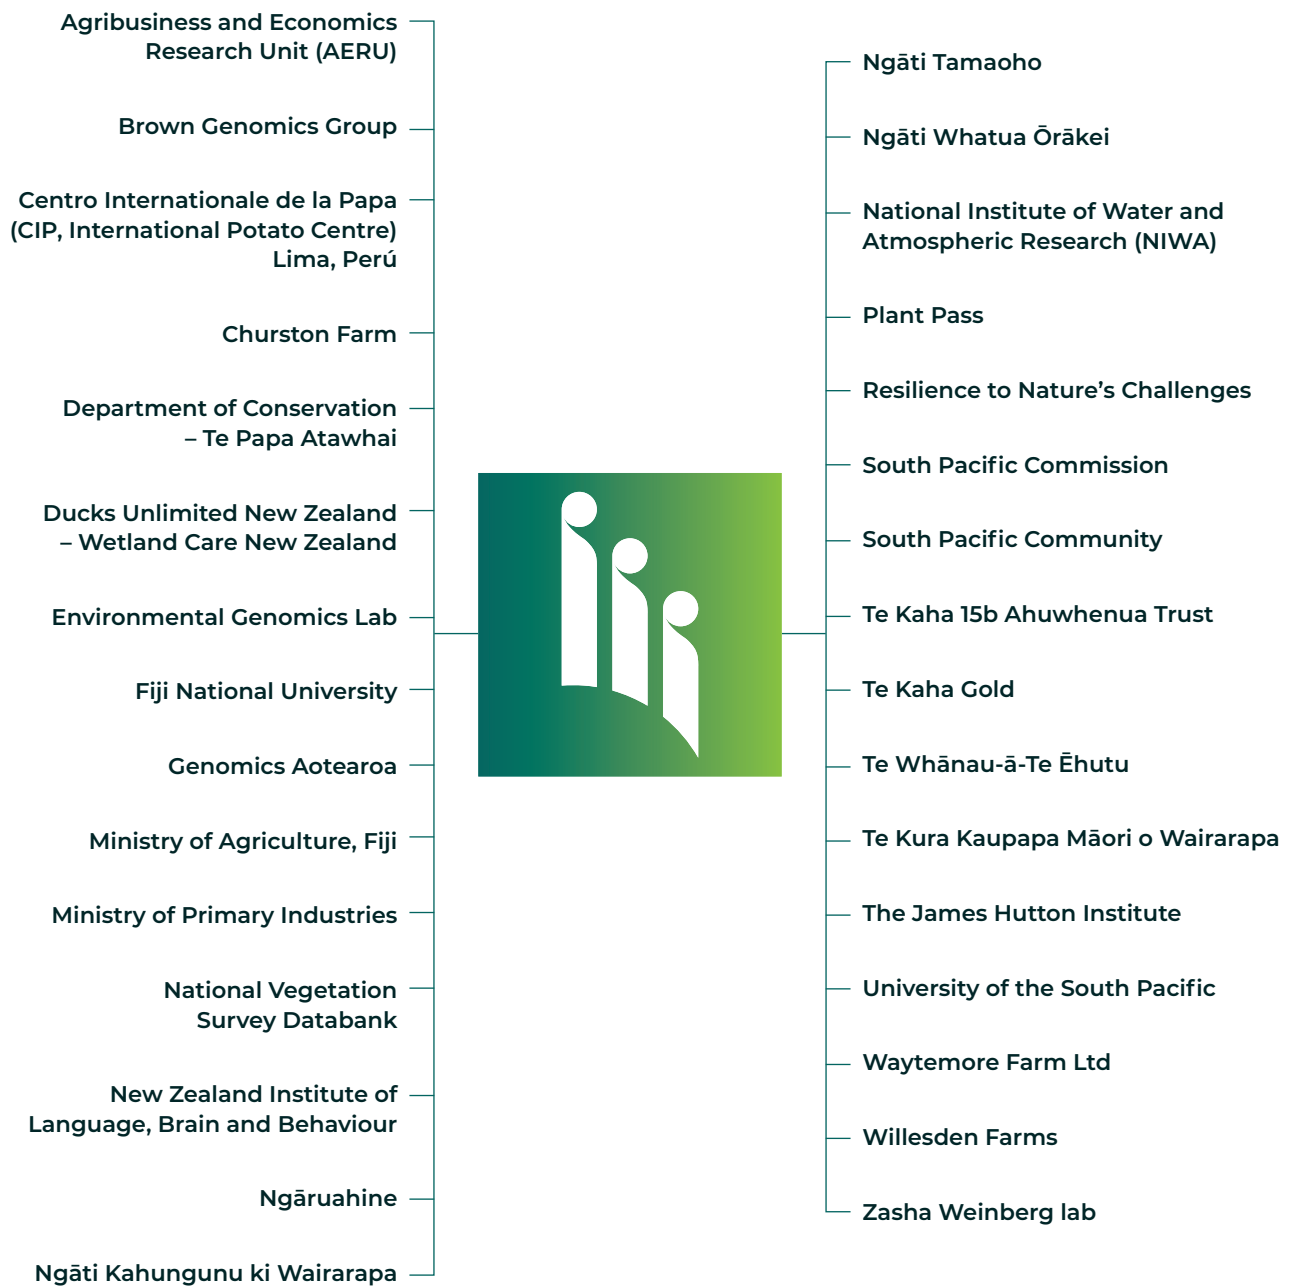 Agribusiness and Economics
Research Unit (AERU)
Brown Genomics Group
Centro Internationale de la Papa
(CIP, International Potato Centre)
Lima, Perú
Churston Farm
Department of Conservation
– Te Papa Atawhai
Ducks Unlimited New Zealand
– Wetland Care New Zealand
Environmental Genomics Lab
Fiji National University
Genomics Aotearoa
Ministry of Agriculture, Fiji
Ministry of Primary Industries
National Vegetation
Survey Databank
New Zealand Institute of
Language, Brain and Behaviour
Ngāruahine
Ngāti Kahungunu ki Wairarapa
Ngāti Tamaoho
Ngāti Whatua Ōrākei
National Institute of Water and
Atmospheric Research (NIWA)
Plant Pass
Resilience to Nature’s Challenges
South Pacific Commission
South Pacific Community
Te Kaha 15b Ahuwhenua Trust
Te Kaha Gold
Te Whānau-ā-Te Ēhutu
Te Kura Kaupapa Māori o Wairarapa
The James Hutton Institute
University of the South Pacific
Waytemore Farm Ltd
Willesden Farms
Zasha Weinberg lab